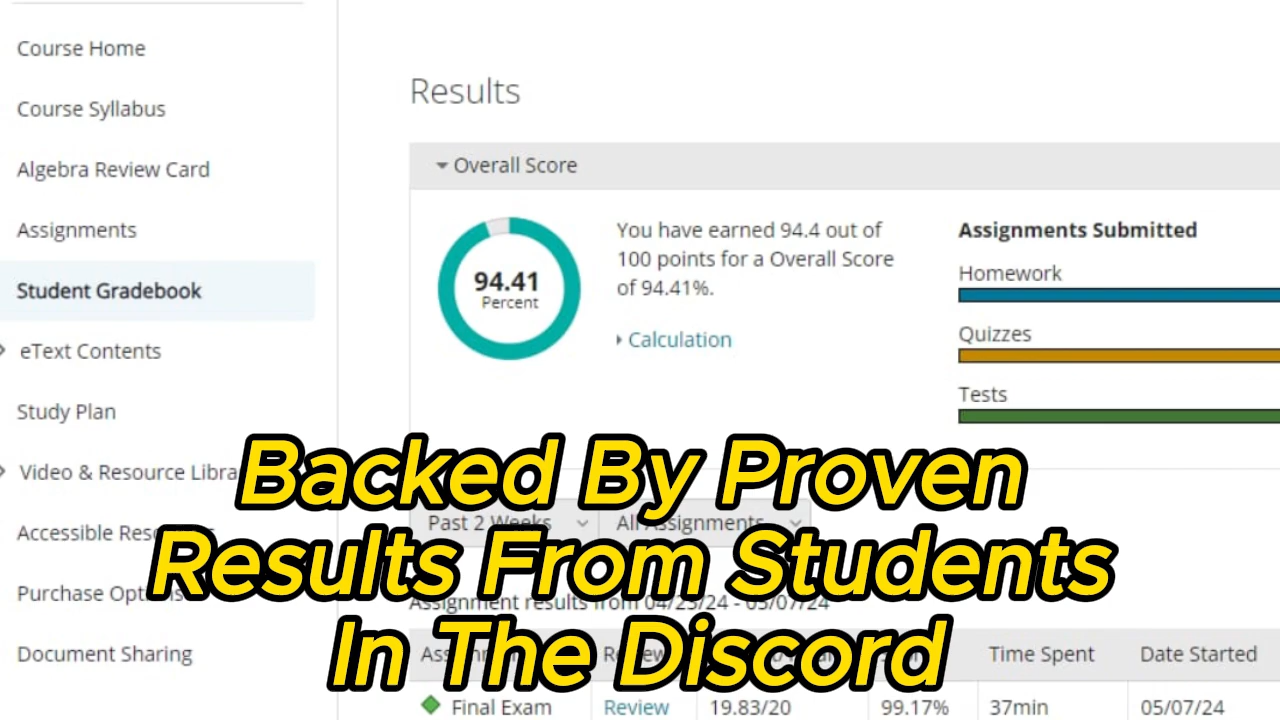 Course Home
Course Syllabus
Algebra Review Card
Assignments
Student Gradebook
eText Contents
Study Plan
Video & Resource Libra
Accessible
Purchase
Document Sharing
Results
Overall Score
94.41
Percent
You have earned 94.4 out of
100 points for a Overall Score
of 94.41%.
Calculation
Assignments Submitted
Homework
Quizzes
Tests
Past 2 Weeks
All Assignments
Assignment results from 04/23/24 - 05/07/24
Time Spent
Date Started
Final Exam
Review
19.83/20
99.17%
37min
05/07/24
Backed By Proven
Results From Students
In The Discord